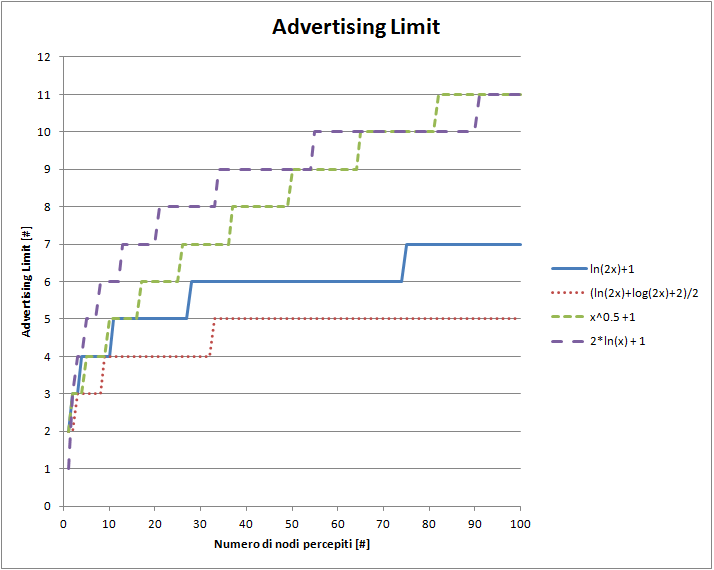 Advertising Limit
12
11
10
9
8
7
6
5
4
3
2
1
0
Advertising Limit [#]
0 10 20 30 40 50 60 70 80 90 100
Numero di nodi percepiti [#]
ln(2x)+1
(ln(2x)+log(2x)+2)/2
x^0.5 +1
2*ln(x) + 1